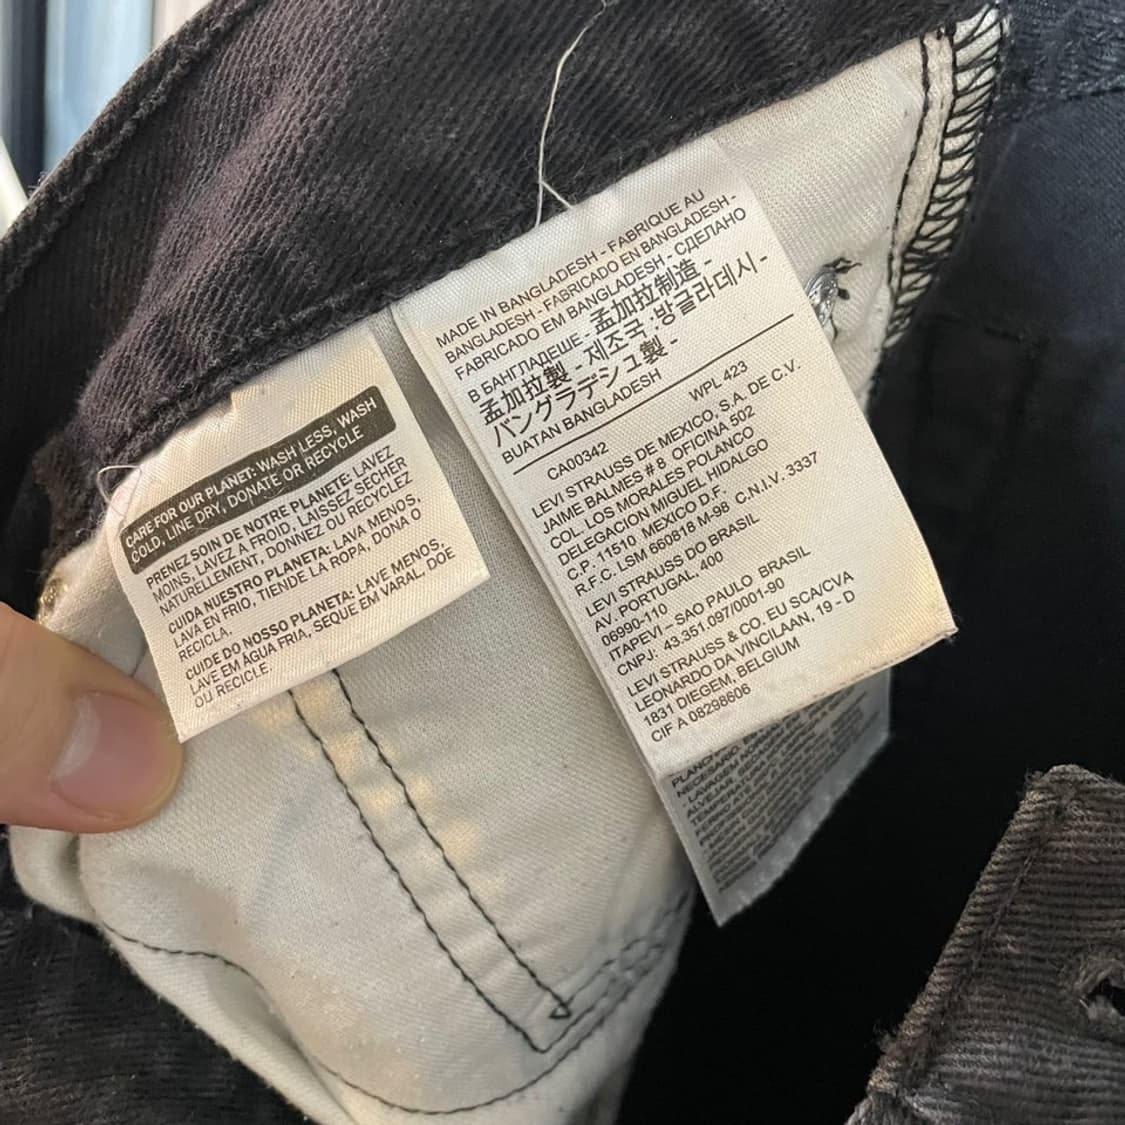 CARE FOR OUR PLANET: WASH LESS, WASH
COLD, LINE DRY, DONATE OR RECYCLE
PRENEZ SOIN DE NOTRE PLANETE: LAVEZ
MOINS, LAVEZ A FROID, LAISSEZ SECHER
NATURELLEMENT, DONNEZ OU RECYCLEZ
CUIDA NUESTRO PLANETA: LAVA MENOS,
LAVA EN FRIO, TIENDE LA ROPA, DONA O
RECICLA.
CUIDE DO NOSSO PLANETA: LAVE MENOS,
LAVE EM ÁGUA FRIA, SEQUE EM VARAL, DOE
OU RECICLE.
MADE IN BANGLADESH - FABRIQUE AU
BANGLADESH - FABRICADO EN BANGLADESH -
FABRICADO EM BANGLADESH - СДЕЛАНО
В БАНГЛАДЕШЕ - 孟加拉制造 -
孟加拉製 - 제조국 : 방글라데시 -
バングラデシュ製 -
BUATAN BANGLADESH
CA00342 WPL 423
LEVI STRAUSS DE MEXICO, S.A. DE C.V.
JAIME BALMES # 8 OFICINA 502
COL. LOS MORALES POLANCO
DELEGACION MIGUEL HIDALGO
C.P. 11510 MEXICO D.F.
R.F.C. LSM 660818 M-98 C.N.I.V. 3337
LEVI STRAUSS DO BRASIL
AV. PORTUGAL, 400
06990-110
ITAPEVI – SAO PAULO BRASIL
CNPJ: 43.351.097/0001-90
LEVI STRAUSS & CO. EU SCA/CVA
LEONARDO DA VINCILAAN, 19 - D
1831 DIEGEM, BELGIUM
CIF A 08298608
NECESARIO
- LAVAGEM
ALVEJAR.